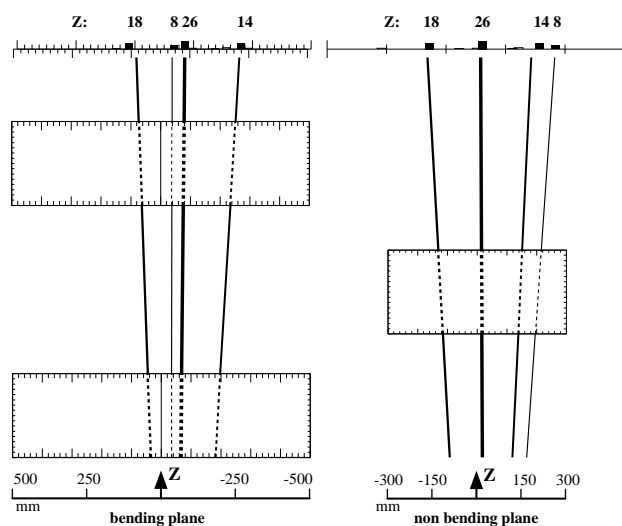 Z: 18 8 26 14
Z: 18 26 14 8
Z
500 250 -250 -500
mm
bending plane
Z
-300 -150 150 300
mm
non bending plane